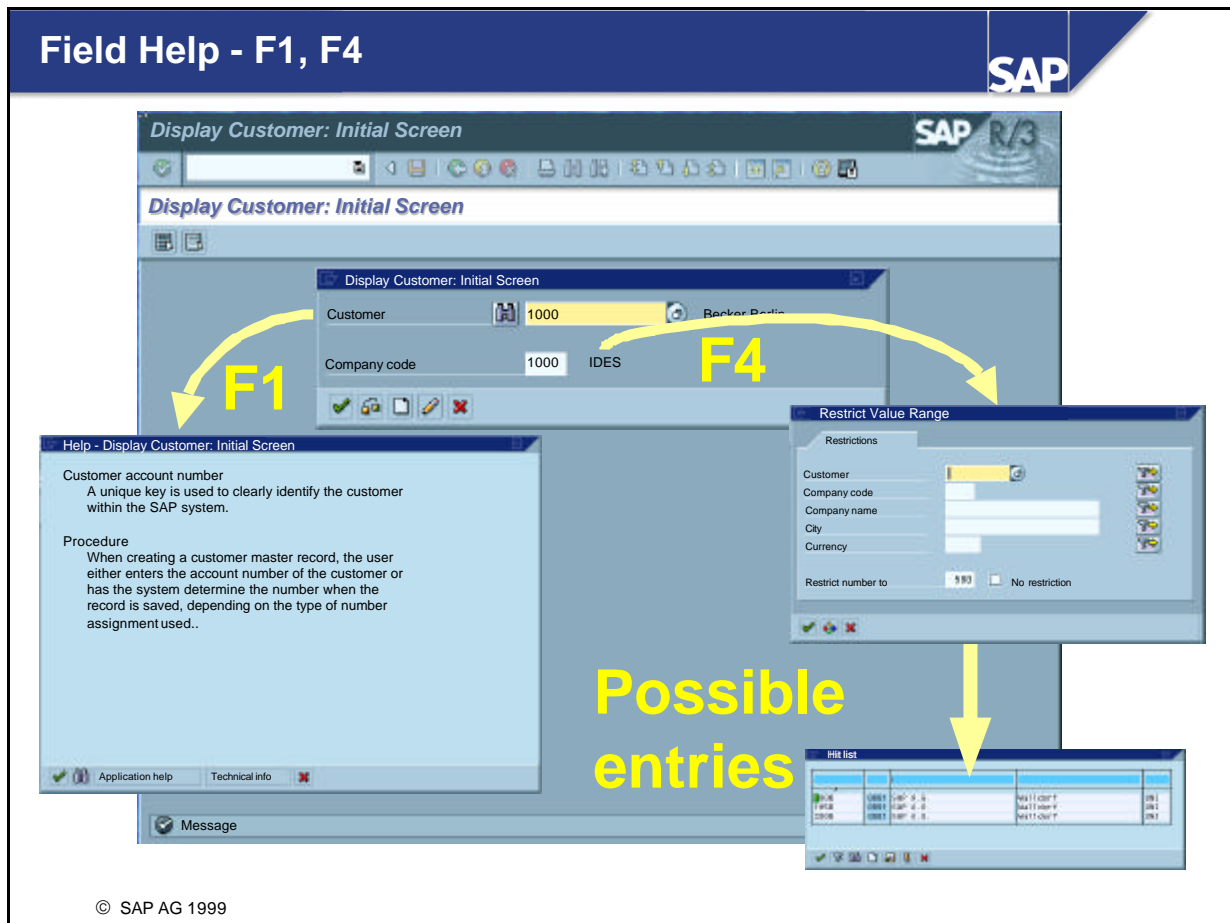 Field Help - F1, F4
SAP
Display Customer: Initial Screen
SAP R/3
Display Customer: Initial Screen
Display Customer: Initial Screen
Customer 1000 Becker Berlin
Company code 1000 IDES
F1
F4
Help - Display Customer: Initial Screen
Customer account number
A unique key is used to clearly identify the customer
within the SAP system.
Procedure
When creating a customer master record, the user
either enters the account number of the customer or
has the system determine the number when the
record is saved, depending on the type of number
assignment used..
Application help Technical info
Restrict Value Range
Restrictions
Customer
Company code
Company name
City
Currency
Restrict number to No restriction
Possible
entries
Hit list
Message
© SAP AG 1999